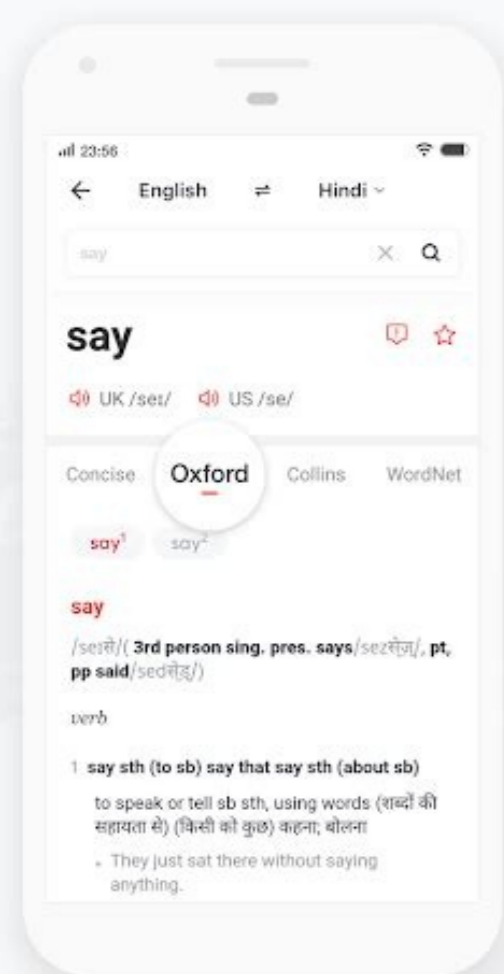 23:56
English ⇌ Hindi
say
say
UK /seɪ/ US /se/
Concise Oxford Collins WordNet
say¹ say²
say
/seɪसे/( 3rd person sing. pres. says/sezसे़ज़्/, pt,
pp said/sedसे़ड्/)
verb
1 say sth (to sb) say that say sth (about sb)
to speak or tell sb sth, using words (शब्दों की
सहायता से) (किसी को कुछ) कहना; बोलना
They just sat there without saying
anything.